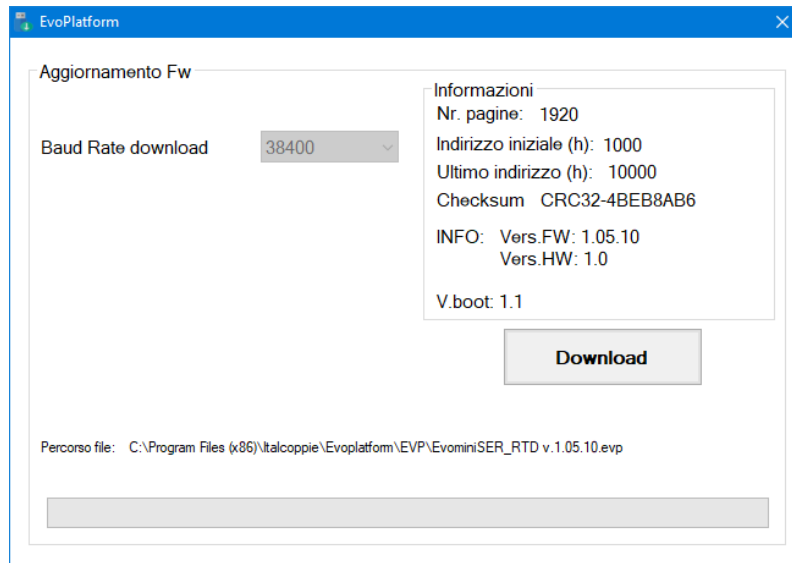 EvoPlatform
Aggiornamento Fw
Baud Rate download 38400
Informazioni
Nr. pagine: 1920
Indirizzo iniziale (h): 1000
Ultimo indirizzo (h): 10000
Checksum CRC32-4BEB8AB6
INFO: Vers.FW: 1.05.10
Vers.HW: 1.0
V.boot: 1.1
Download
Percorso file: C:\Program Files (x86)\Italcoppie\Evoplatform\EVP\EvominiSER_RTD v.1.05.10.evp